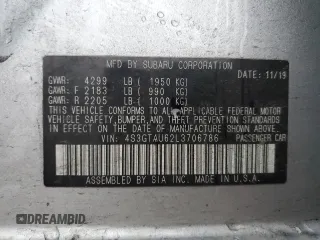 MFD BY SUBARU CORPORATION
DATE: 11/19
GVWR: 4299 LB ( 1950 KG)
GAWR: F 2183 LB ( 990 KG)
GAWR: R 2205 LB ( 1000 KG)
THIS VEHICLE CONFORMS TO ALL APPLICABLE FEDERAL MOTOR
VEHICLE SAFETY, BUMPER, AND THEFT PREVENTION STANDARDS
IN EFFECT ON THE DATE OF MANUFACTURE SHOWN ABOVE.
VIN: 4S3GTAU62L3706786 PASSENGER CAR
ASSEMBLED BY SIA INC. MADE IN U.S.A.
DREAMBID.com